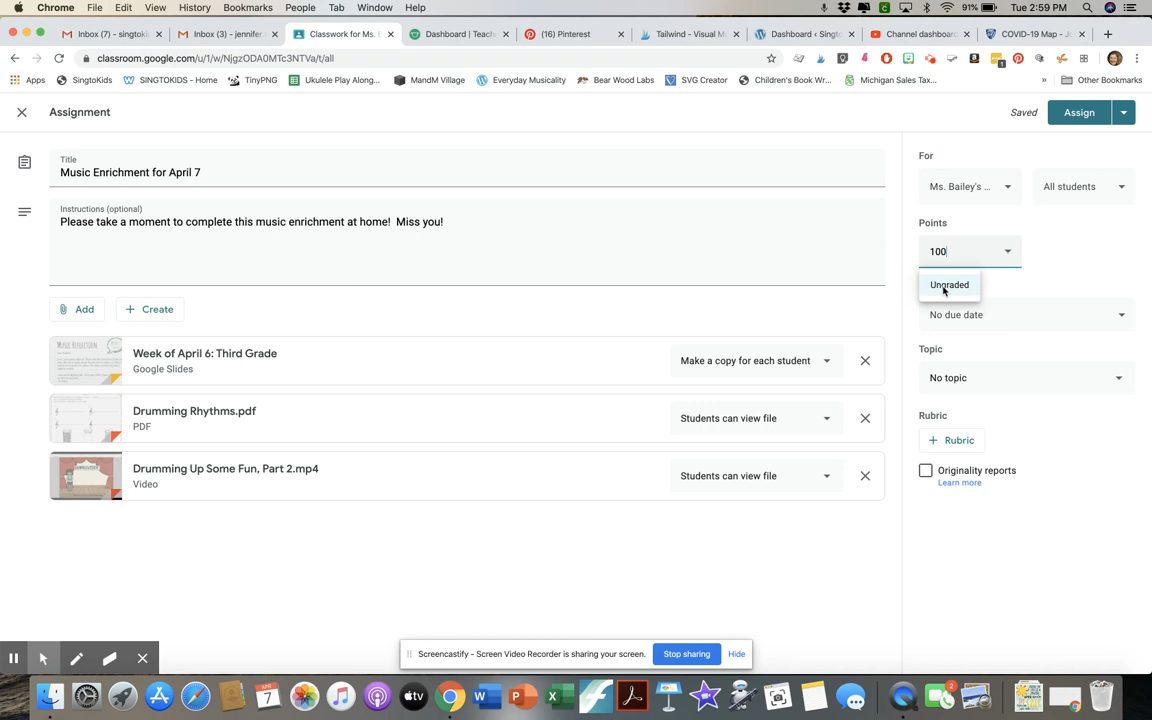 Chrome File Edit View History Bookmarks People Tab Window Help 91% Tue 2:59 PM
Inbox (7) - singtokid Inbox (3) - jennifer. Classwork for Ms. E Dashboard | Teach (16) Pinterest Tailwind - Visual M Dashboard ‹ Singto Channel dashboard COVID-19 Map - Jo
classroom.google.com/u/1/w/NjgzODA0MTc3NTVa/t/all
Apps SingtoKids SINGTOKIDS - Home TinyPNG Ukulele Play Along... MandM Village Everyday Musicality Bear Wood Labs SVG Creator Children's Book Wr... Michigan Sales Tax... » Other Bookmarks
Assignment Saved Assign
For
Title
Music Enrichment for April 7
Ms. Bailey's ... All students
Instructions (optional)
Please take a moment to complete this music enrichment at home! Miss you!
Points
100
Ungraded
Add + Create
No due date
Week of April 6: Third Grade
Google Slides
Make a copy for each student
Topic
No topic
Drumming Rhythms.pdf
PDF
Students can view file
Rubric
+ Rubric
Drumming Up Some Fun, Part 2.mp4
Video
Students can view file
Originality reports
Learn more
Screencastify - Screen Video Recorder is sharing your screen. Stop sharing Hide